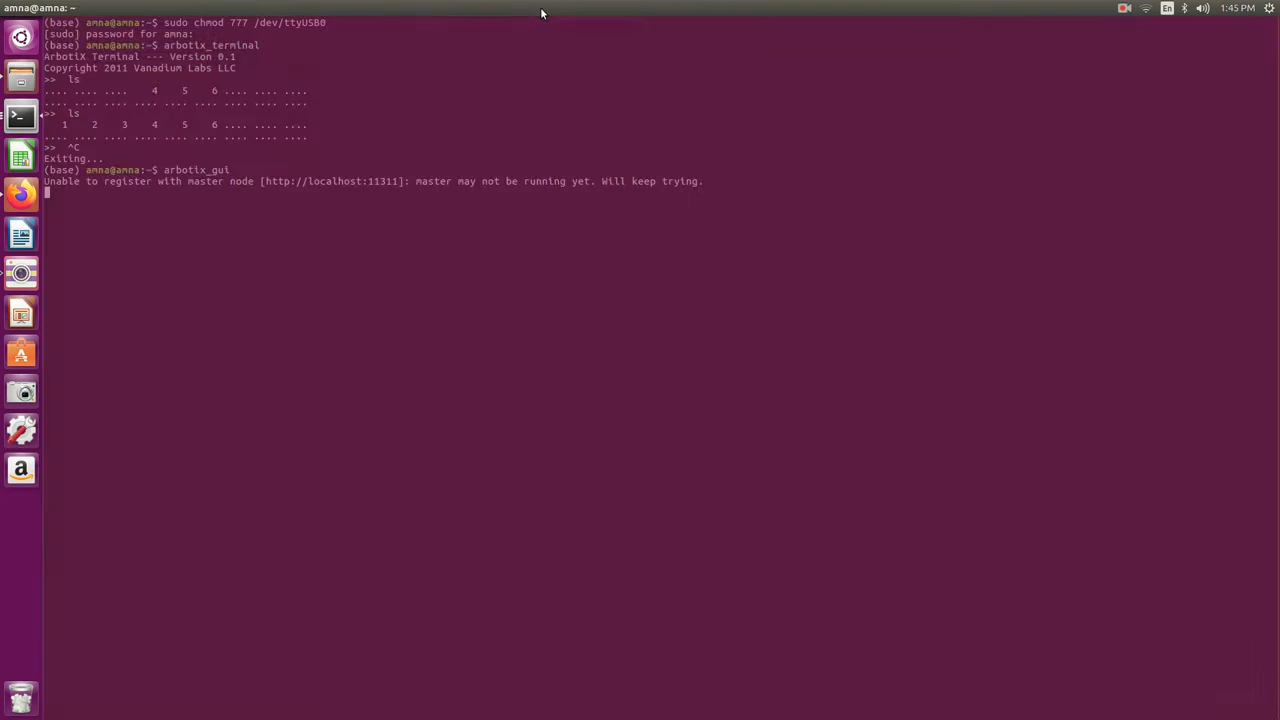 amna@amna: ~
En
1:45 PM
(base) amna@amna:~$ sudo chmod 777 /dev/ttyUSB0
[sudo] password for amna:
(base) amna@amna:~$ arbotix_terminal
ArbotiX Terminal --- Version 0.1
Copyright 2011 Vanadium Labs LLC
>>  ls
.... .... ....    4    5    6 .... .... ....
.... .... .... .... .... .... .... .... ....
>>  ls
   1    2    3    4    5    6 .... .... ....
.... .... .... .... .... .... .... .... ....
>>  ^C
Exiting...
(base) amna@amna:~$ arbotix_gui
Unable to register with master node [http://localhost:11311]: master may not be running yet. Will keep trying.